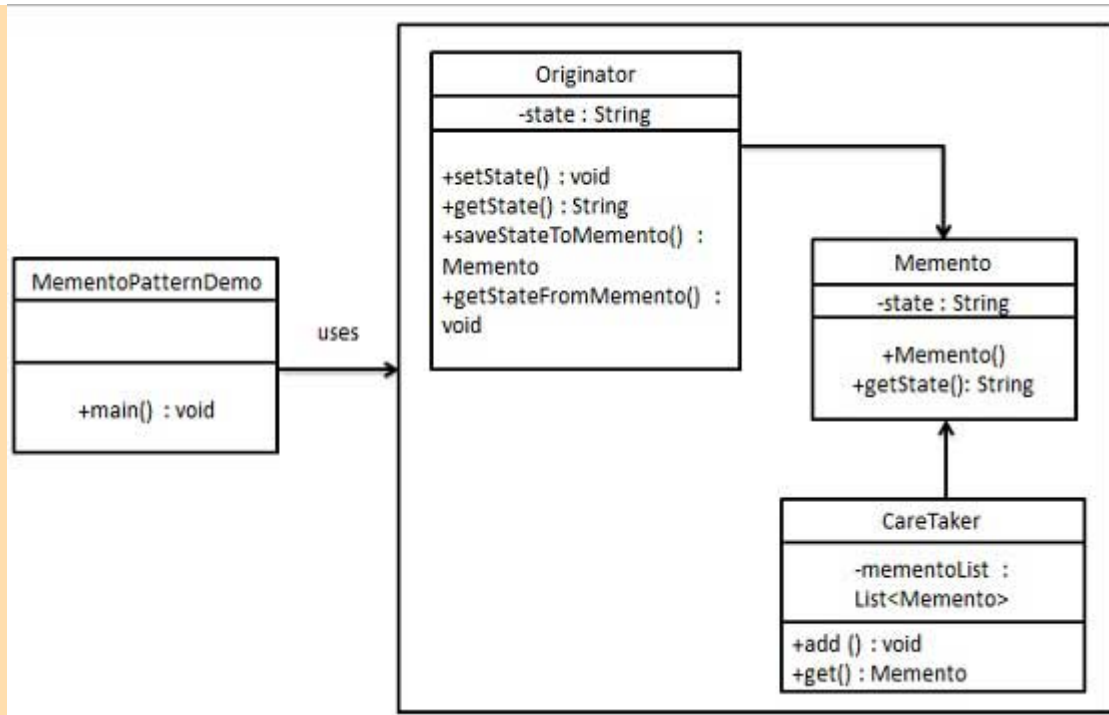 Originator
-state : String
+setState() : void
+getState() : String
+saveStateToMemento() :
Memento
+getStateFromMemento() :
void
MementoPatternDemo
+main() : void
uses
Memento
-state : String
+Memento()
+getState(): String
CareTaker
-mementoList :
List<Memento>
+add () : void
+get() : Memento